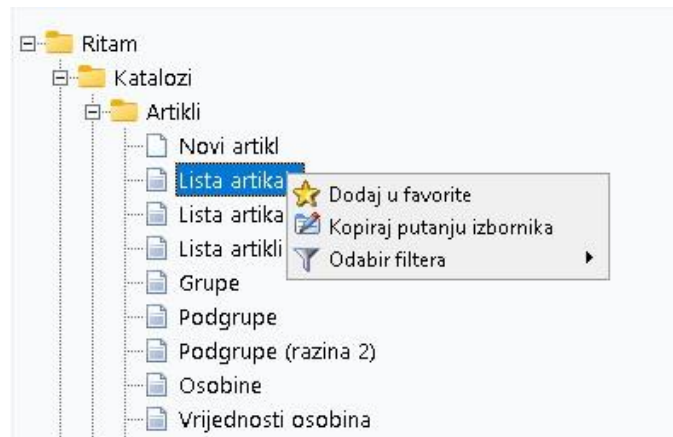 Ritam
Katalozi
Artikli
Novi artikl
Lista artika
Dodaj u favorite
Lista artika
Kopiraj putanju izbornika
Lista artikli
Odabir filtera
Grupe
Podgrupe
Podgrupe (razina 2)
Osobine
Vrijednosti osobina